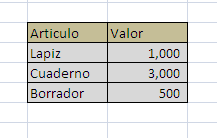 Articulo Valor
Lapiz 1,000
Cuaderno 3,000
Borrador 500